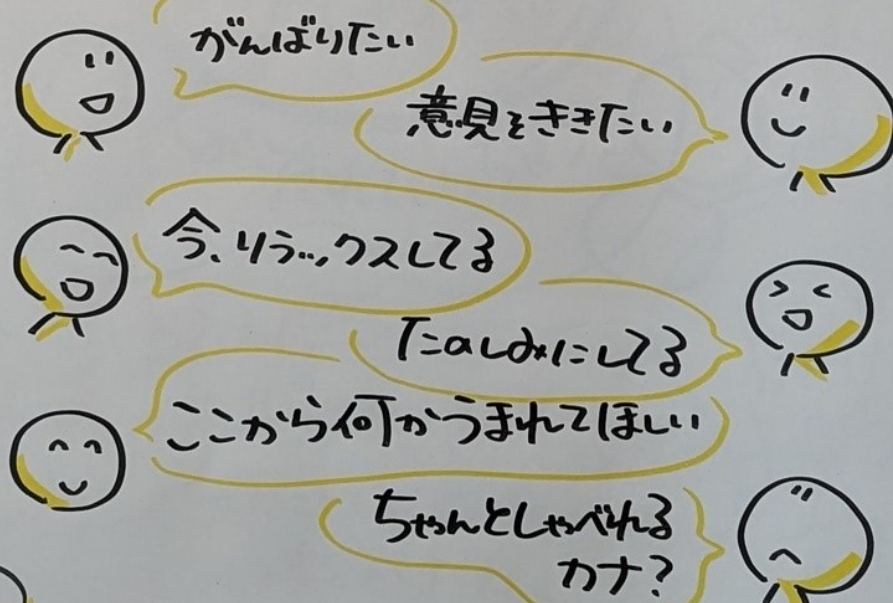 がんばりたい
意見をききたい
今、リラックスしてる
たのしみにしてる
ここから何かうまれてほしい
ちゃんとしゃべれる
カナ？